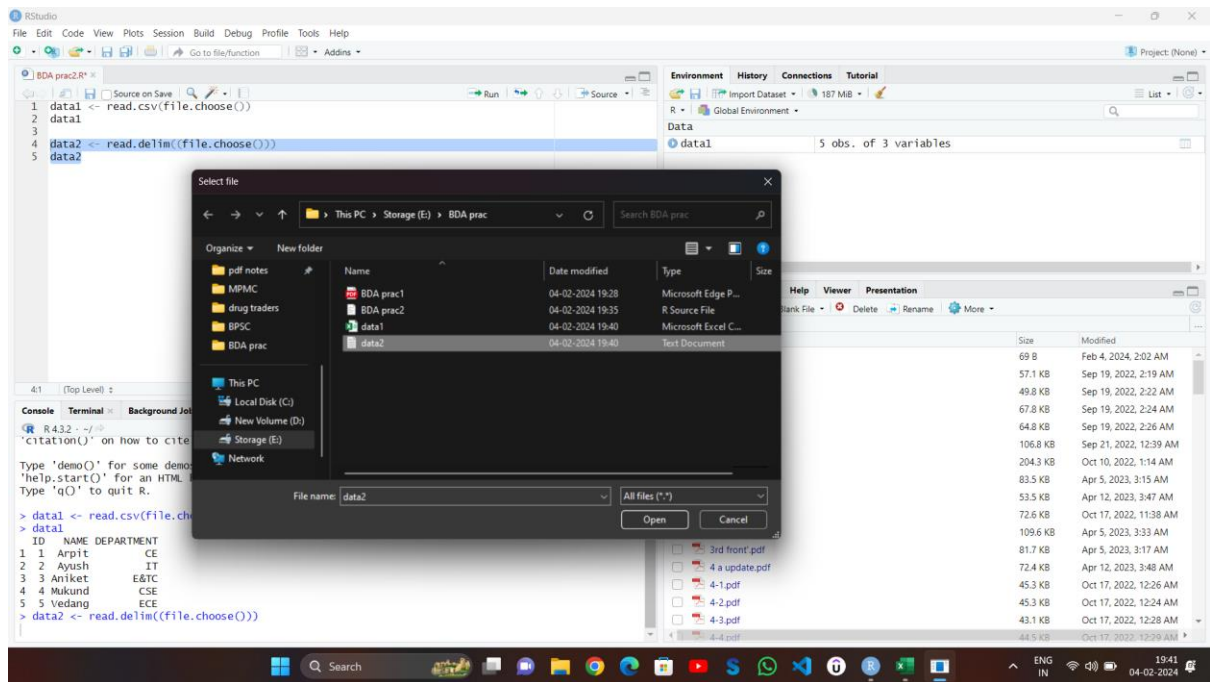 RStudio
File Edit Code View Plots Session Build Debug Profile Tools Help
Go to file/function Addins Project: (None)
BDA prac2.R*
Source on Save Run Source
1 data1 <- read.csv(file.choose())
2 data1
3
4 data2 <- read.delim((file.choose()))
5 data2
4:1 (Top Level)
Environment History Connections Tutorial
Import Dataset 187 MiB List
R Global Environment
Data
data1 5 obs. of 3 variables
Select file
This PC > Storage (E:) > BDA prac Search BDA prac
Organize New folder
Name Date modified Type Size
pdf notes
MPMC
drug traders
BPSC
BDA prac
This PC
Local Disk (C:)
New Volume (D:)
Storage (E:)
Network
BDA prac1 04-02-2024 19:28 Microsoft Edge P...
BDA prac2 04-02-2024 19:35 R Source File
data1 04-02-2024 19:40 Microsoft Excel C...
data2 04-02-2024 19:40 Text Document
File name: data2 All files (*.*)
Open Cancel
Console Terminal Background Jo
R 4.3.2 · ~/
'citation()' on how to cite
Type 'demo()' for some demo
'help.start()' for an HTML
Type 'q()' to quit R.
> data1 <- read.csv(file.ch
> data1
ID NAME DEPARTMENT
1 1 Arpit CE
2 2 Ayush IT
3 3 Aniket E&TC
4 4 Mukund CSE
5 5 Vedang ECE
> data2 <- read.delim((file.choose()))
Help Viewer Presentation
lank File Delete Rename More
Size Modified
69 B Feb 4, 2024, 2:02 AM
57.1 KB Sep 19, 2022, 2:19 AM
49.8 KB Sep 19, 2022, 2:22 AM
67.8 KB Sep 19, 2022, 2:24 AM
64.8 KB Sep 19, 2022, 2:26 AM
106.8 KB Sep 21, 2022, 12:39 AM
204.3 KB Oct 10, 2022, 1:14 AM
83.5 KB Apr 5, 2023, 3:15 AM
53.5 KB Apr 12, 2023, 3:47 AM
72.6 KB Oct 17, 2022, 11:38 AM
109.6 KB Apr 5, 2023, 3:33 AM
3rd front'.pdf 81.7 KB Apr 5, 2023, 3:17 AM
4 a update.pdf 72.4 KB Apr 12, 2023, 3:48 AM
4-1.pdf 45.3 KB Oct 17, 2022, 12:26 AM
4-2.pdf 45.3 KB Oct 17, 2022, 12:24 AM
4-3.pdf 43.1 KB Oct 17, 2022, 12:28 AM
4-4.pdf 44.5 KB Oct 17, 2022, 12:29 AM
Search
ENG
IN
19:41
04-02-2024